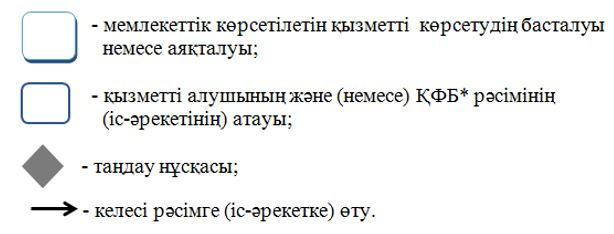 - мемлекеттік көрсетілетін қызметті көрсетудің басталуы
немесе аяқталуы;
- қызметті алушының және (немесе) ҚФБ* рәсімінің
(іс-әрекетінің) атауы;
- таңдау нұсқасы;
- келесі рәсімге (іс-әрекетке) өту.